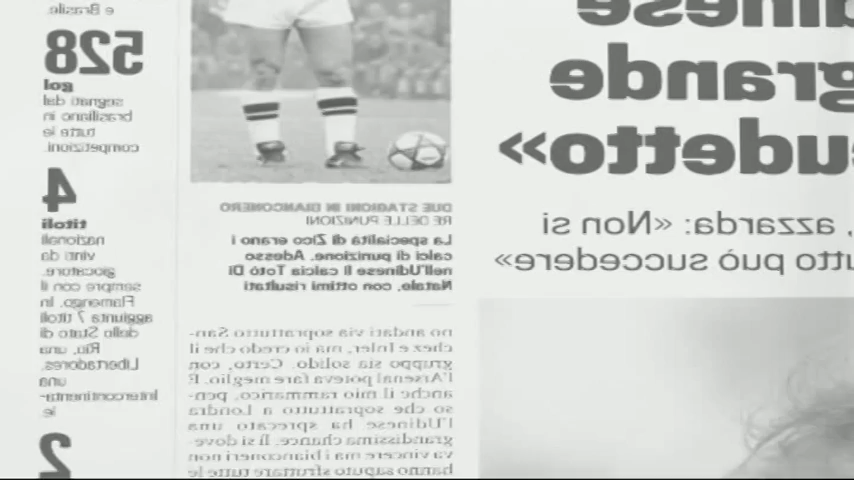 dinese
grande
udetto»
, azzarda: «Non si
utto può succedere»
DUE STAGIONI IN BIANCONERO
RE DELLE PUNIZIONI
La specialità di Zico erano i
calci di punizione. Adesso
nell'Udinese li calcia Totò Di
Natale, con ottimi risultati
no andati via soprattutto San-
chez e Inler, ma io credo che il
gruppo sia solido. Certo, con
l'Arsenal poteva fare meglio. E
anche il mio rammarico, pen-
so che soprattutto a Londra
l'Udinese ha sprecato una
grandissima chance. Lì si dove-
va vincere ma i bianconeri non
hanno saputo sfruttare tutte le
e Brasile.
528
gol
segnati dal
brasiliano in
tutte le
competizioni.
4
titoli
nazionali
vinti da
giocatore,
sempre con il
Flamengo. In
aggiunta 7 titoli
dello Stato di
Rio, una
Libertadores,
una
Intercontinenta-
le
2